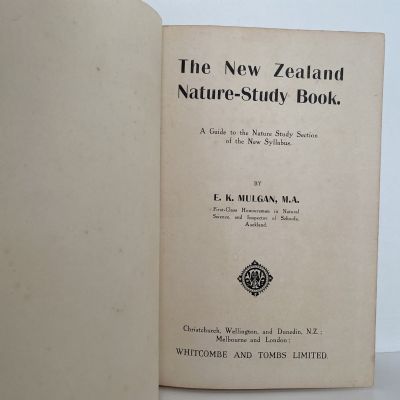 The New Zealand
Nature-Study Book.
A Guide to the Nature Study Section
of the New Syllabus.
BY
E. K. MULGAN, M.A.
First-Class Honoursman in Natural
Science, and Inspector of Schools,
Auckland.
Christchurch, Wellington, and Dunedin, N.Z.;
Melbourne and London:
WHITCOMBE AND TOMBS LIMITED.